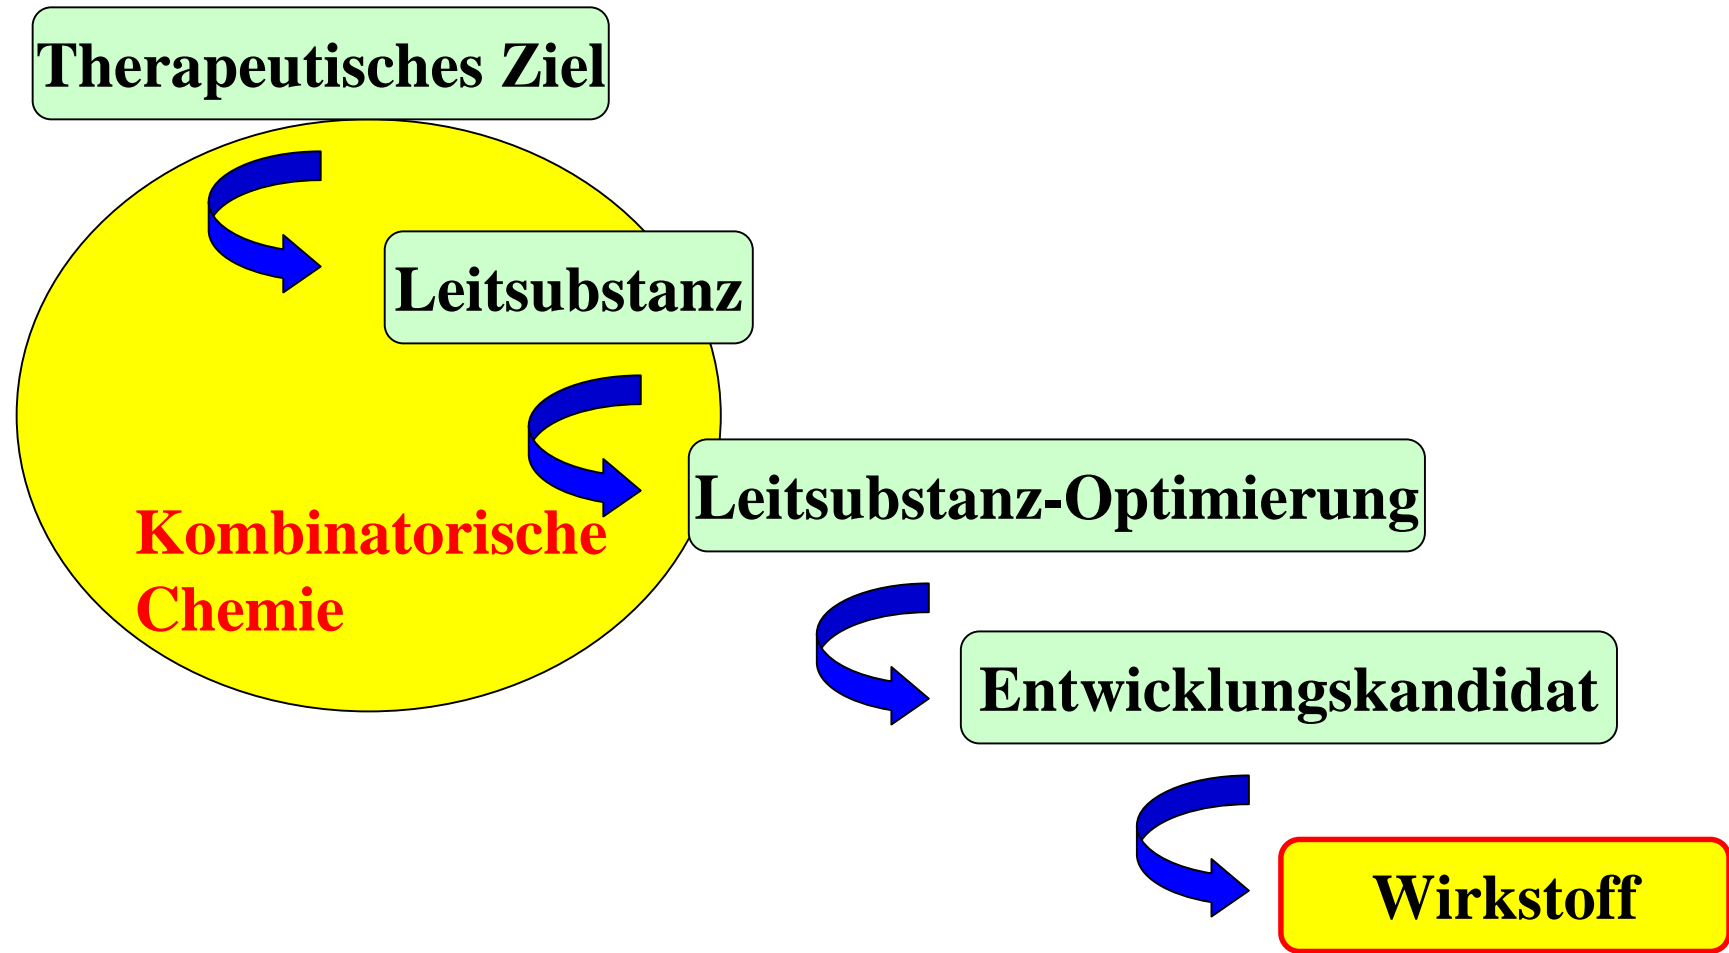 Therapeutisches Ziel
Leitsubstanz
Leitsubstanz-Optimierung
Kombinatorische
Chemie
Entwicklungskandidat
Wirkstoff